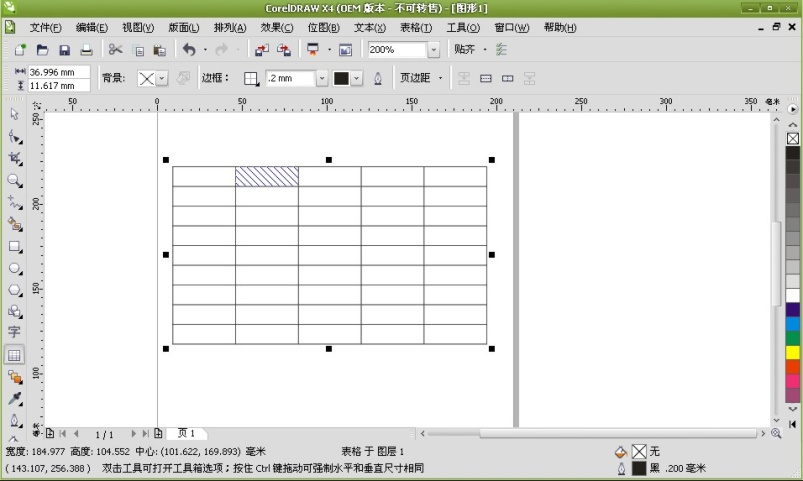 CorelDRAW X4 (OEM 版本 - 不可转售) - [图形1]
文件(F) 编辑(E) 视图(V) 版面(L) 排列(A) 效果(C) 位图(B) 文本(X) 表格(T) 工具(O) 窗口(W) 帮助(H)
200% 贴齐
36.996 mm 背景: 边框: .2 mm 页边距
11.617 mm
50 0 50 100 150 200 250 300 350 毫米
250
200
150
100
字
1 / 1 页 1
宽度: 184.977 高度: 104.552 中心: (101.622, 169.893) 毫米 表格 于 图层 1 无
( 143.107, 256.388 ) 双击工具可打开工具箱选项；按住 Ctrl 键拖动可强制水平和垂直尺寸相同 黑 .200 毫米